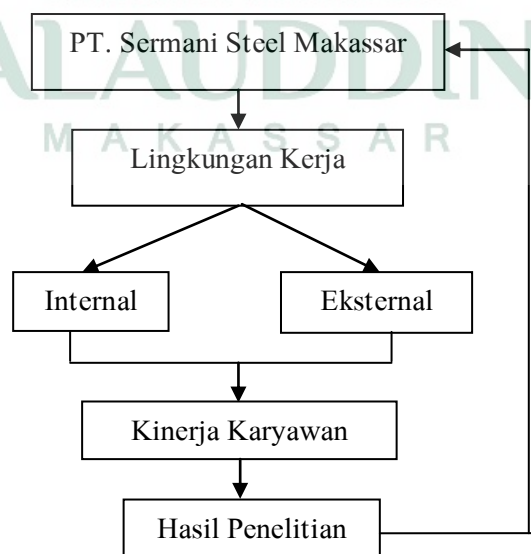 PT. Sermani Steel Makassar
ALAUDDIN
MAKASSAR
Lingkungan Kerja
Internal
Eksternal
Kinerja Karyawan
Hasil Penelitian